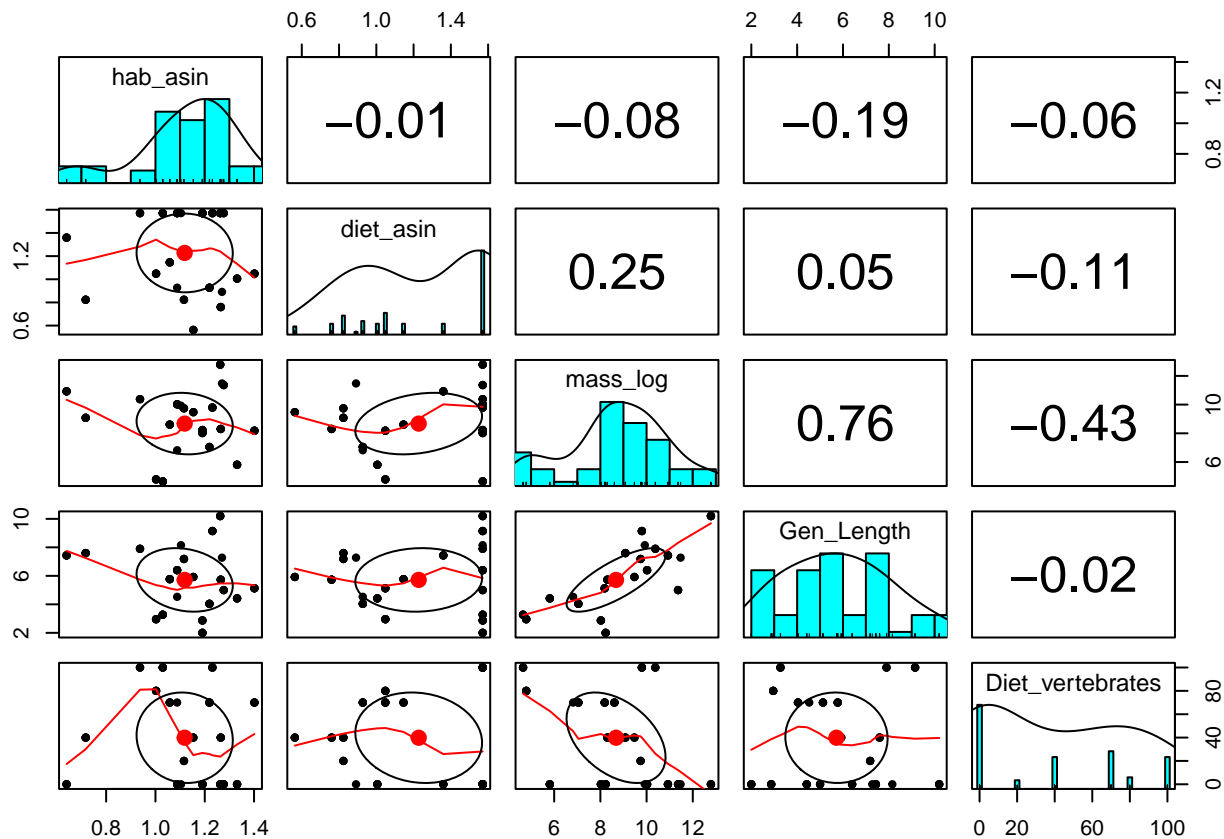 0.6 1.0 1.4 2 4 6 8 10
hab_asin −0.01 −0.08 −0.19 −0.06 0.8 1.2
0.6 1.2 diet_asin 0.25 0.05 −0.11
mass_log 0.76 −0.43 6 10
2 6 10 Gen_Length −0.02
Diet_vertebrates 0 40 80
0.8 1.0 1.2 1.4 6 8 10 12 0 20 60 100